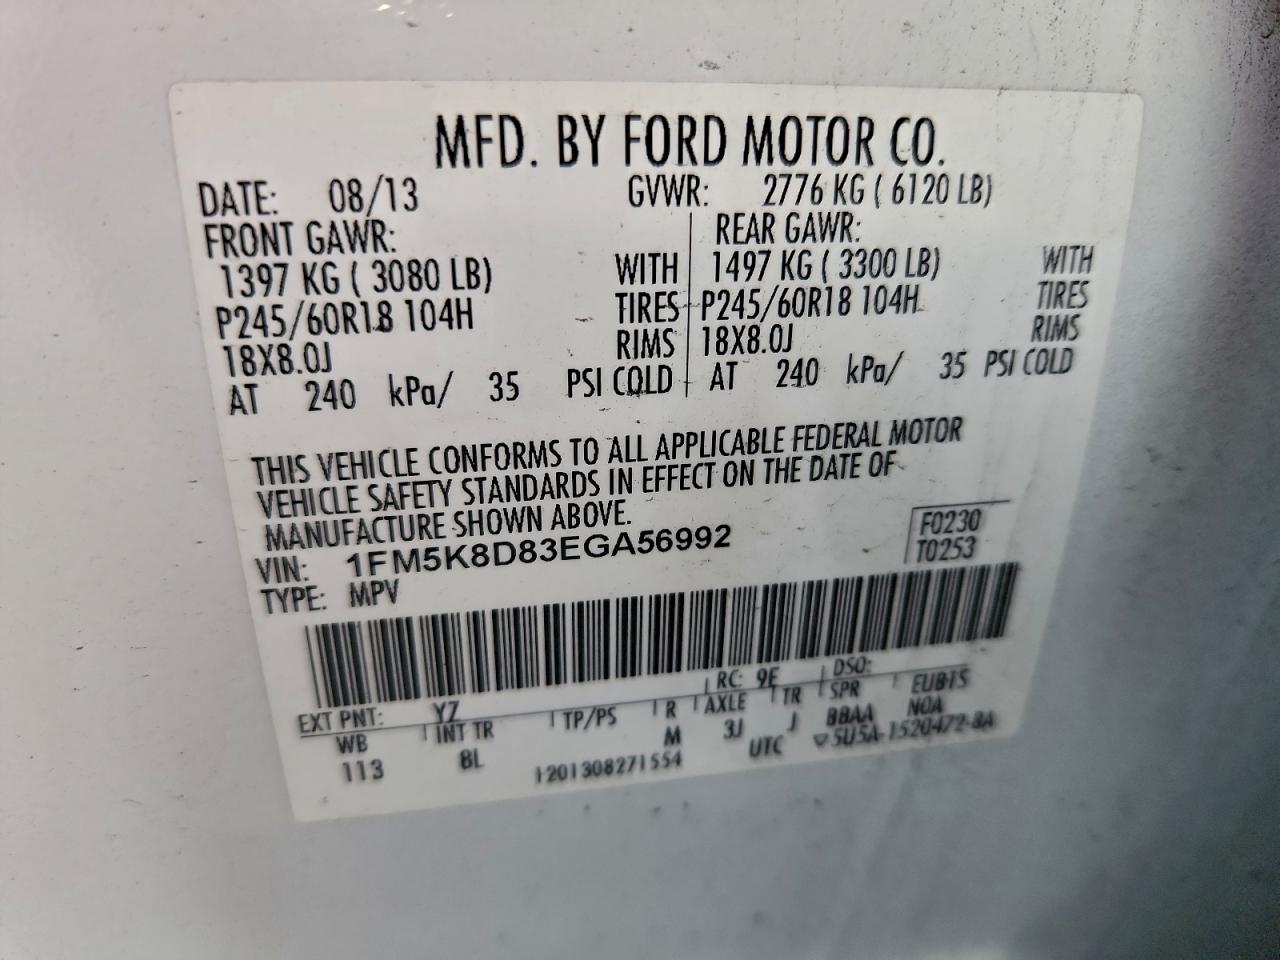 MFD. BY FORD MOTOR CO.
DATE: 08/13 GVWR: 2776 KG ( 6120 LB)
FRONT GAWR: REAR GAWR:
1397 KG ( 3080 LB) WITH 1497 KG ( 3300 LB) WITH
P245/60R18 104H TIRES P245/60R18 104H TIRES
18X8.0J RIMS 18X8.0J RIMS
AT 240 kPa/ 35 PSI COLD AT 240 kPa/ 35 PSI COLD
THIS VEHICLE CONFORMS TO ALL APPLICABLE FEDERAL MOTOR
VEHICLE SAFETY STANDARDS IN EFFECT ON THE DATE OF
MANUFACTURE SHOWN ABOVE.
VIN: 1FM5K8D83EGA56992 F0230
TYPE: MPV T0253
EXT PNT: YZ RC: 9E DSO:
WB INT TR TP/PS R AXLE TR SPR EUBTS
113 8L M 3J J BBAA NOA
1201308271554 UTC ▽5U5A-1520472-BA